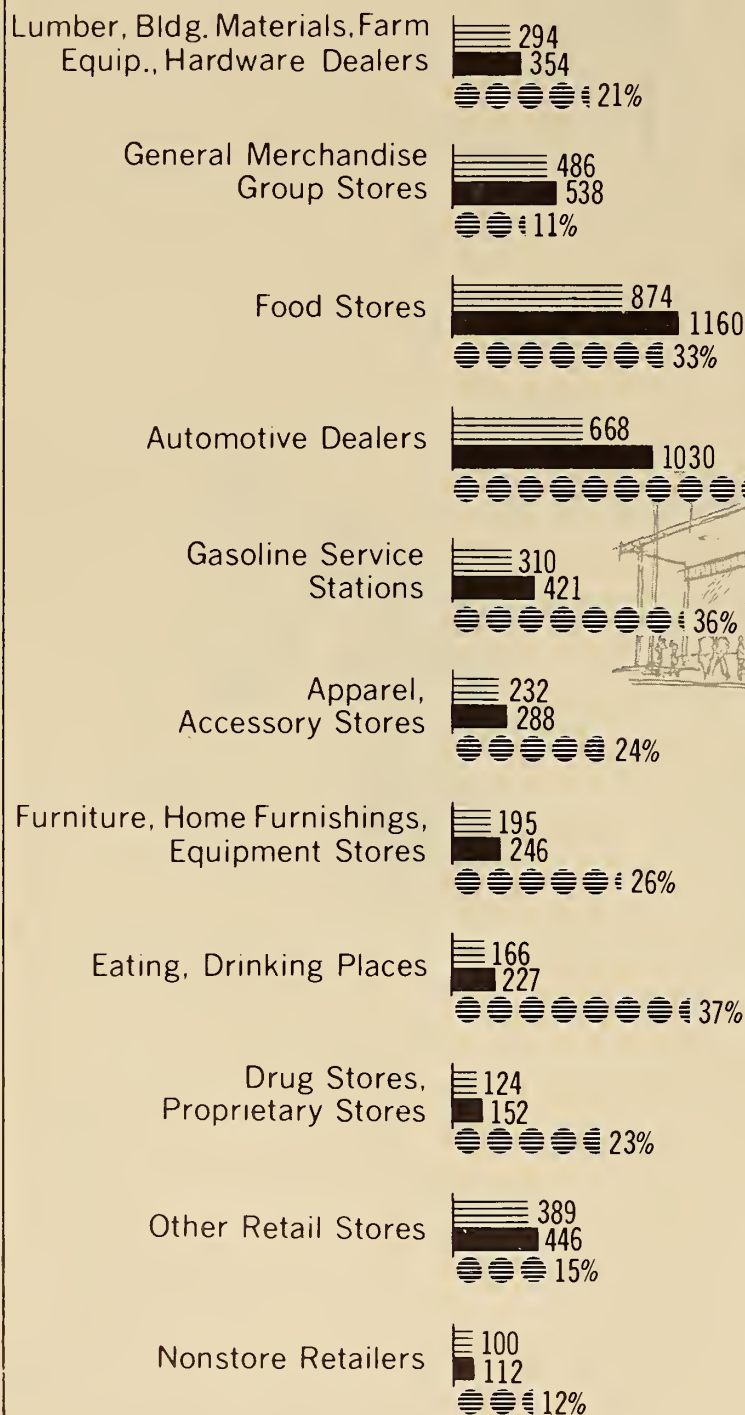 Lumber, Bldg. Materials, Farm
Equip., Hardware Dealers
294
354
21%
General Merchandise
Group Stores
486
538
11%
Food Stores
874
1160
33%
Automotive Dealers
668
1030
Gasoline Service
Stations
310
421
36%
Apparel,
Accessory Stores
232
288
24%
Furniture, Home Furnishings,
Equipment Stores
195
246
26%
Eating, Drinking Places
166
227
37%
Drug Stores,
Proprietary Stores
124
152
23%
Other Retail Stores
389
446
15%
Nonstore Retailers
100
112
12%